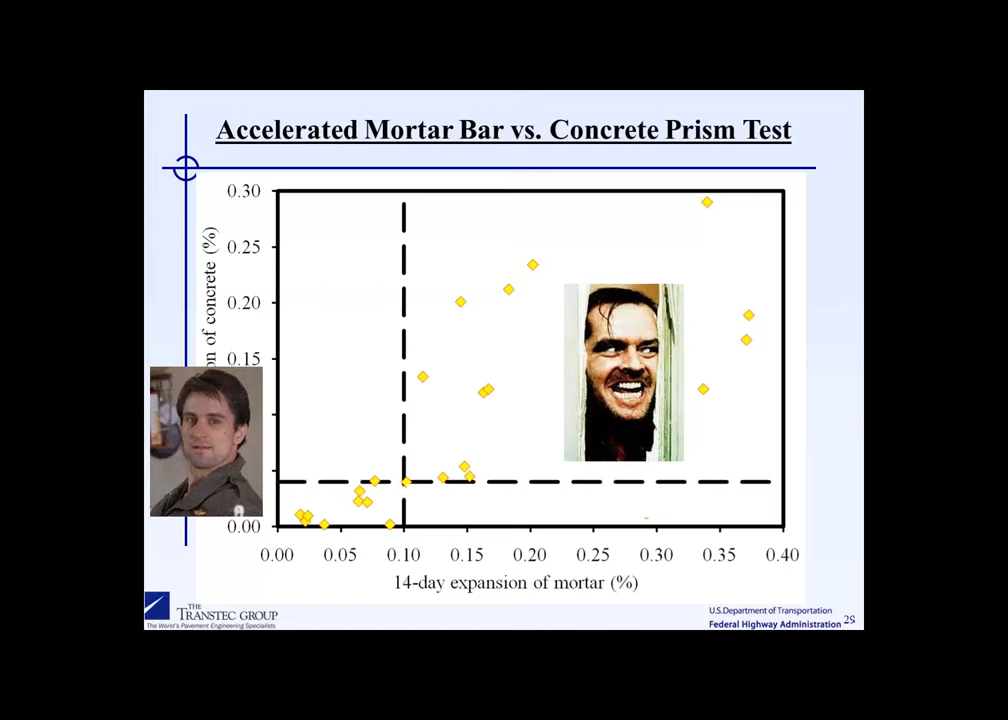 Accelerated Mortar Bar vs. Concrete Prism Test
0.30
0.25
0.20
0.15
0.00
on of concrete (%)
0.00 0.05 0.10 0.15 0.20 0.25 0.30 0.35 0.40
14-day expansion of mortar (%)
THE
TRANSTEC GROUP
The World's Pavement Engineering Specialists
U.S.Department of Transportation
Federal Highway Administration